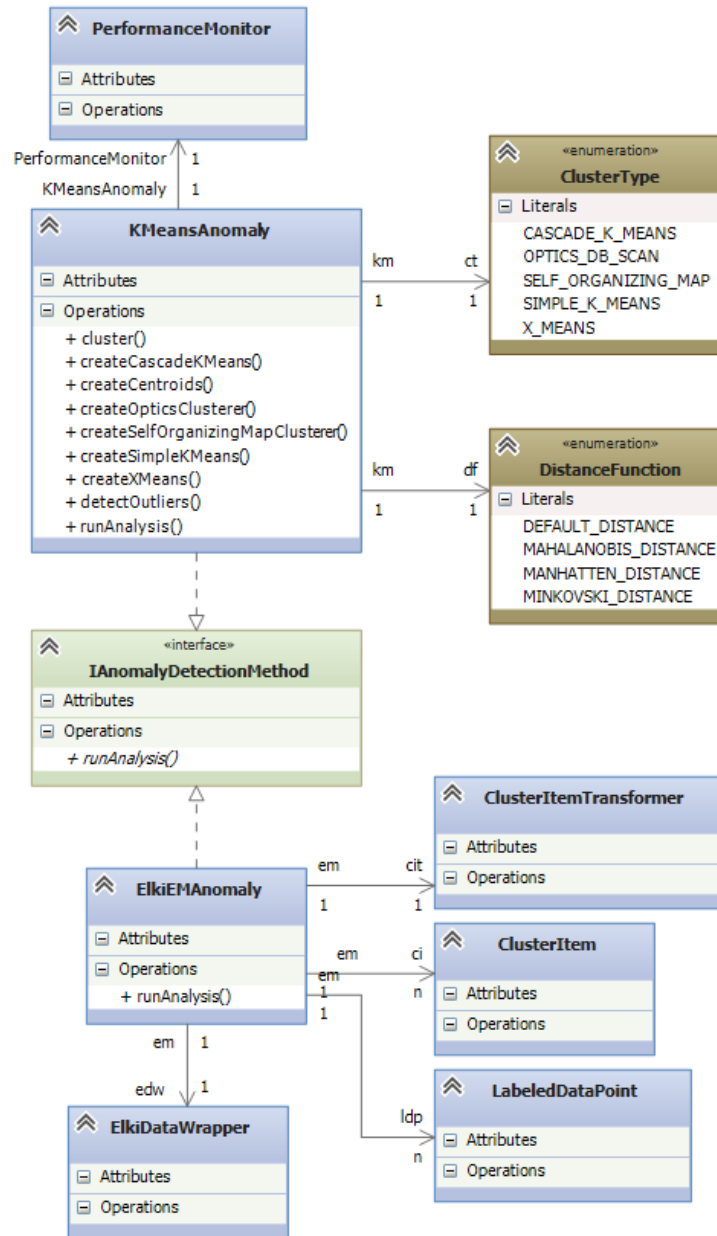 PerformanceMonitor
Attributes
Operations
PerformanceMonitor 1
KMeansAnomaly 1
KMeansAnomaly
Attributes
Operations
+ cluster()
+ createCascadeKMeans()
+ createCentroids()
+ createOpticsClusterer()
+ createSelfOrganizingMapClusterer()
+ createSimpleKMeans()
+ createXMeans()
+ detectOutliers()
+ runAnalysis()
km ct
1 1
«enumeration»
ClusterType
Literals
CASCADE_K_MEANS
OPTICS_DB_SCAN
SELF_ORGANIZING_MAP
SIMPLE_K_MEANS
X_MEANS
km df
1 1
«enumeration»
DistanceFunction
Literals
DEFAULT_DISTANCE
MAHALANOBIS_DISTANCE
MANHATTEN_DISTANCE
MINKOVSKI_DISTANCE
«interface»
IAnomalyDetectionMethod
Attributes
Operations
+ runAnalysis()
ElkiEMAnomaly
Attributes
Operations
+ runAnalysis()
em cit
1 1
ClusterItemTransformer
Attributes
Operations
em ci
1 n
ClusterItem
Attributes
Operations
em ldp
1 n
LabeledDataPoint
Attributes
Operations
em 1
edw 1
ElkiDataWrapper
Attributes
Operations